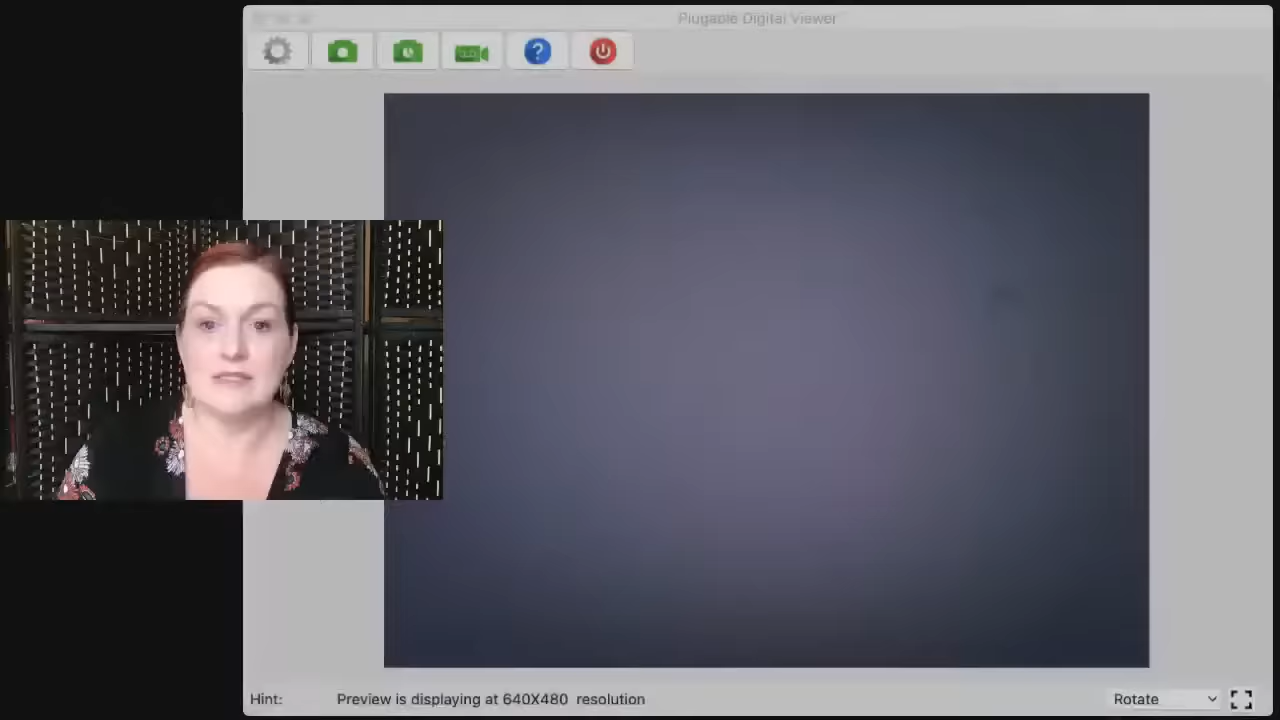 Plugable Digital Viewer
Hint: Preview is displaying at 640X480 resolution
Rotate